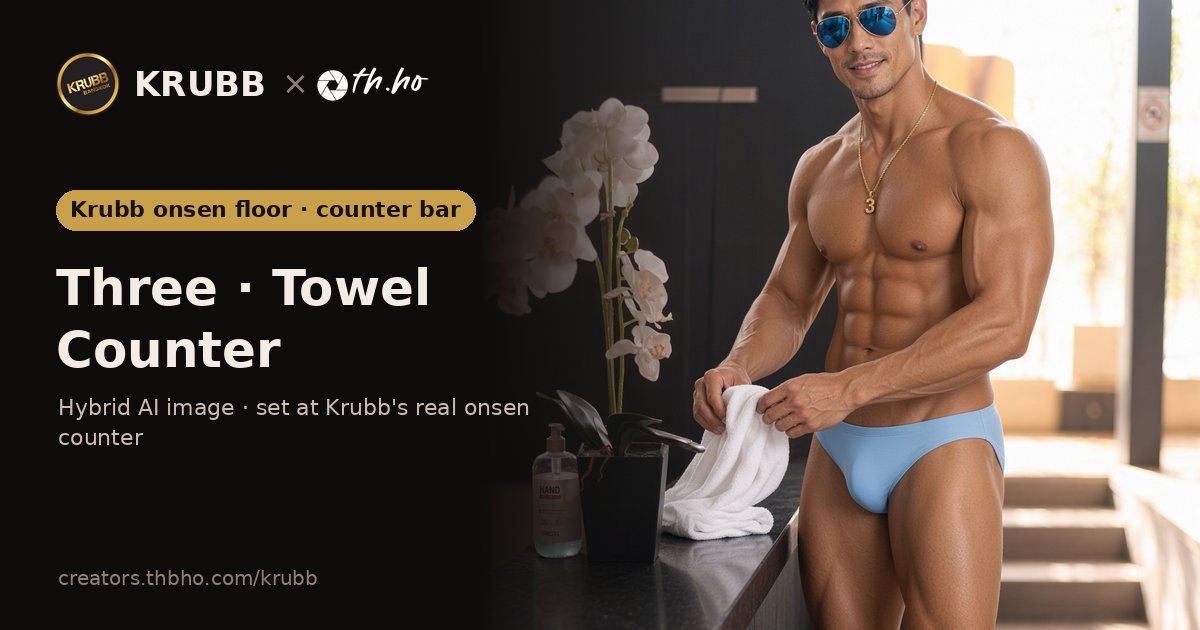 KRUBB
BANGKOK
KRUBB × th.ho
Krubb onsen floor · counter bar
Three · Towel
Counter
Hybrid AI image · set at Krubb's real onsen
counter
creators.thbho.com/krubb
3
HAND